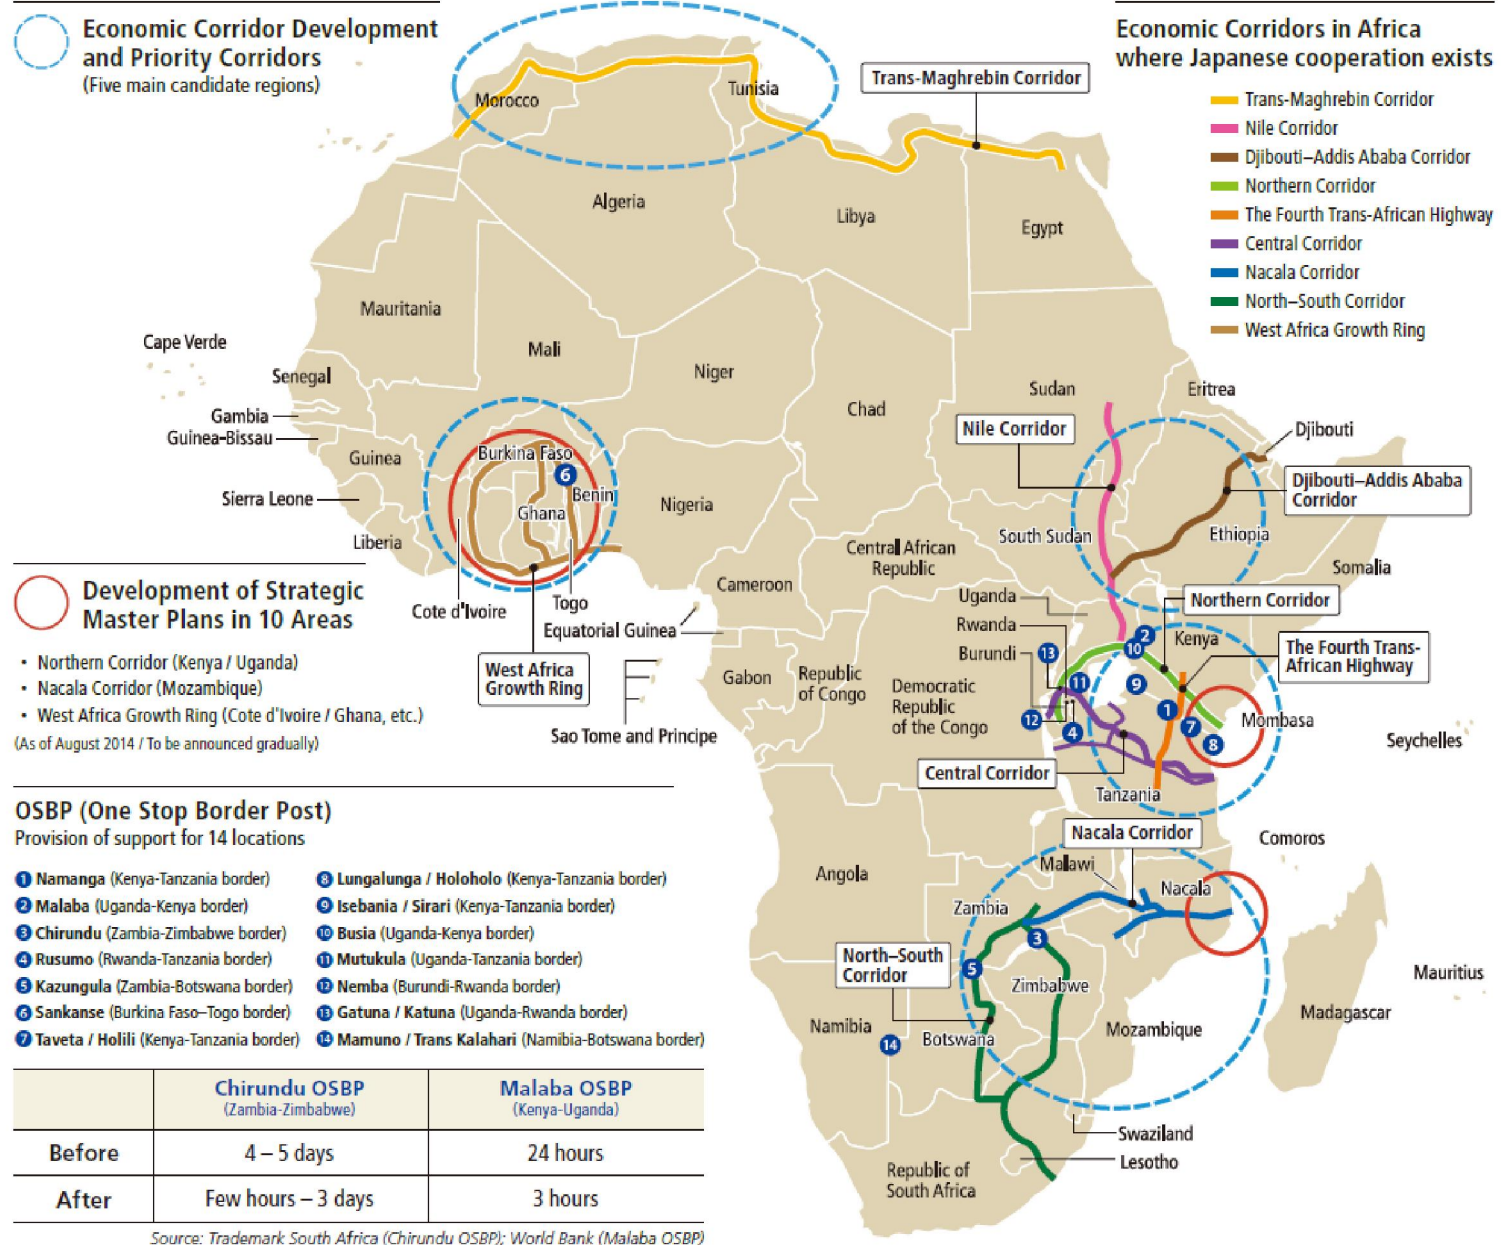 Economic Corridor Development
and Priority Corridors
(Five main candidate regions)
Economic Corridors in Africa
where Japanese cooperation exists
Trans-Maghrebin Corridor
Nile Corridor
Djibouti–Addis Ababa Corridor
Northern Corridor
The Fourth Trans-African Highway
Central Corridor
Nacala Corridor
North–South Corridor
West Africa Growth Ring
Trans-Maghrebin Corridor
Morocco
Tunisia
Algeria
Libya
Egypt
Mauritania
Mali
Niger
Chad
Sudan
Eritrea
Cape Verde
Senegal
Gambia
Guinea-Bissau
Guinea
Sierra Leone
Liberia
Burkina Faso
6
Benin
Ghana
Nigeria
Cote d'Ivoire
Togo
Equatorial Guinea
West Africa
Growth Ring
Sao Tome and Principe
Cameroon
Central African
Republic
Gabon
Republic
of Congo
Democratic
Republic
of the Congo
Nile Corridor
Djibouti
Djibouti–Addis Ababa
Corridor
South Sudan
Ethiopia
Somalia
Uganda
Rwanda
Burundi
Northern Corridor
Kenya
The Fourth Trans-
African Highway
2
10
13
11
9
12
4
1
7
8
Mombasa
Seychelles
Central Corridor
Tanzania
Nacala Corridor
Comoros
Malawi
Nacala
Angola
Zambia
3
5
North–South
Corridor
Zimbabwe
Mauritius
Madagascar
Mozambique
Namibia
14
Botswana
Swaziland
Lesotho
Republic of
South Africa
Development of Strategic
Master Plans in 10 Areas
• Northern Corridor (Kenya / Uganda)
• Nacala Corridor (Mozambique)
• West Africa Growth Ring (Cote d'Ivoire / Ghana, etc.)
(As of August 2014 / To be announced gradually)
OSBP (One Stop Border Post)
Provision of support for 14 locations
1 Namanga (Kenya-Tanzania border)
2 Malaba (Uganda-Kenya border)
3 Chirundu (Zambia-Zimbabwe border)
4 Rusumo (Rwanda-Tanzania border)
5 Kazungula (Zambia-Botswana border)
6 Sankanse (Burkina Faso–Togo border)
7 Taveta / Holili (Kenya-Tanzania border)
8 Lungalunga / Holoholo (Kenya-Tanzania border)
9 Isebania / Sirari (Kenya-Tanzania border)
10 Busia (Uganda-Kenya border)
11 Mutukula (Uganda-Tanzania border)
12 Nemba (Burundi-Rwanda border)
13 Gatuna / Katuna (Uganda-Rwanda border)
14 Mamuno / Trans Kalahari (Namibia-Botswana border)
Chirundu OSBP Malaba OSBP
(Zambia-Zimbabwe) (Kenya-Uganda)
Before 4 – 5 days 24 hours
After Few hours – 3 days 3 hours
Source: Trademark South Africa (Chirundu OSBP); World Bank (Malaba OSBP)